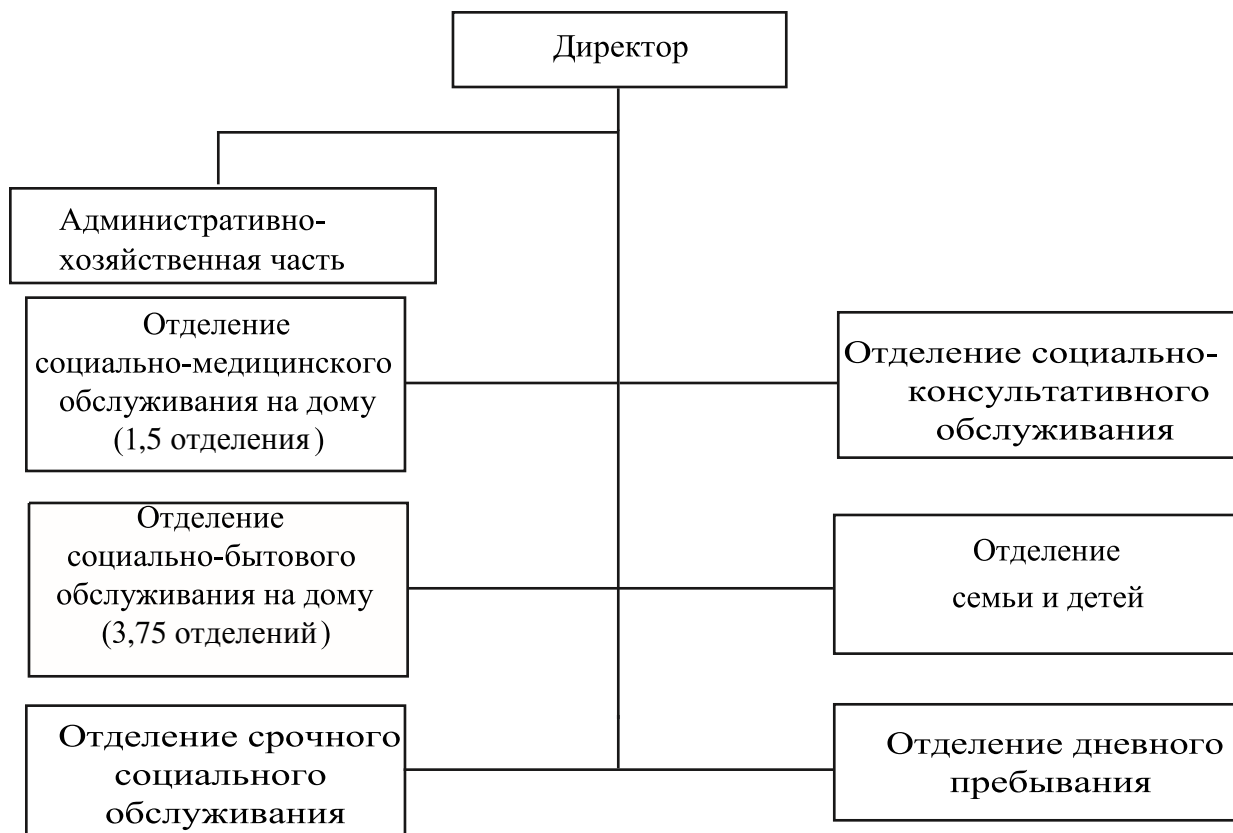 Директор
Административно-
хозяйственная часть
Отделение
социально-медицинского
обслуживания на дому
(1,5 отделения)
Отделение социально-
консультативного
обслуживания
Отделение
социально-бытового
обслуживания на дому
(3,75 отделений)
Отделение
семьи и детей
Отделение срочного
социального
обслуживания
Отделение дневного
пребывания